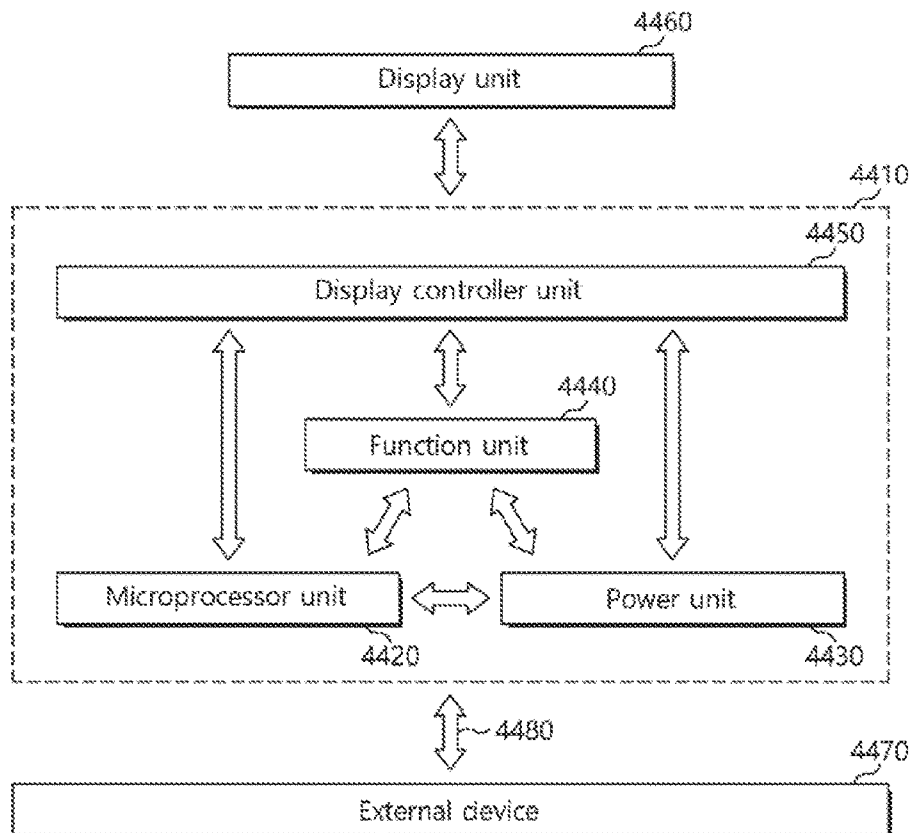 4460
Display unit
4410
4450
Display controller unit
4440
Function unit
Microprocessor unit
Power unit
4420
4430
4480
4470
External device